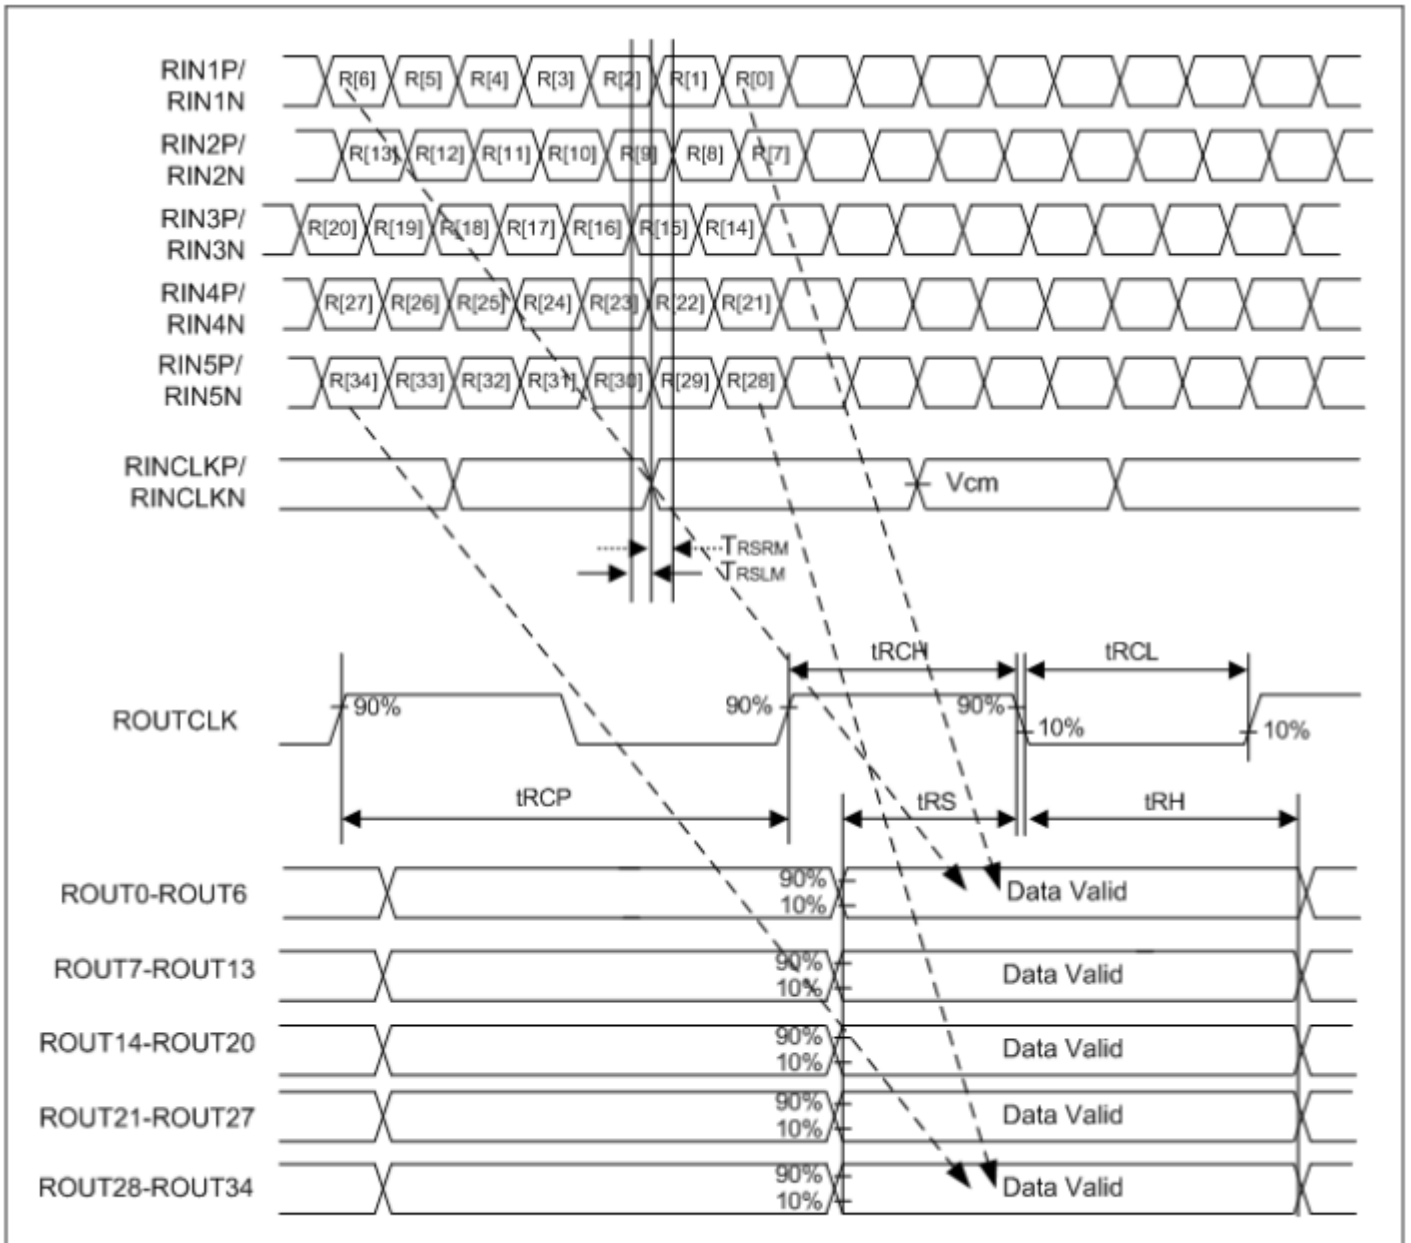 RIN1P/
RIN1N
R[6] R[5] R[4] R[3] R[2] R[1] R[0]
RIN2P/
RIN2N
R[13] R[12] R[11] R[10] R[9] R[8] R[7]
RIN3P/
RIN3N
R[20] R[19] R[18] R[17] R[16] R[15] R[14]
RIN4P/
RIN4N
R[27] R[26] R[25] R[24] R[23] R[22] R[21]
RIN5P/
RIN5N
R[34] R[33] R[32] R[31] R[30] R[29] R[28]
RINCLKP/
RINCLKN
Vcm
TRSRM
TRSLM
tRCH tRCL
ROUTCLK
90% 90% 90% 10% 10%
tRCP tRS tRH
ROUT0-ROUT6
90%
10%
Data Valid
ROUT7-ROUT13
90%
10%
Data Valid
ROUT14-ROUT20
90%
10%
Data Valid
ROUT21-ROUT27
90%
10%
Data Valid
ROUT28-ROUT34
90%
10%
Data Valid